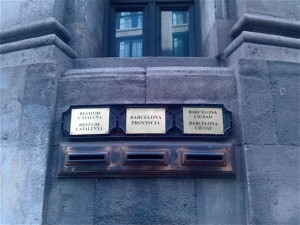 RESTO DE
CATALUÑA
RESTA DE
CATALUNYA
BARCELONA
PROVINCIA
BARCELONA
CIUDAD
BARCELONA
CIUTAT